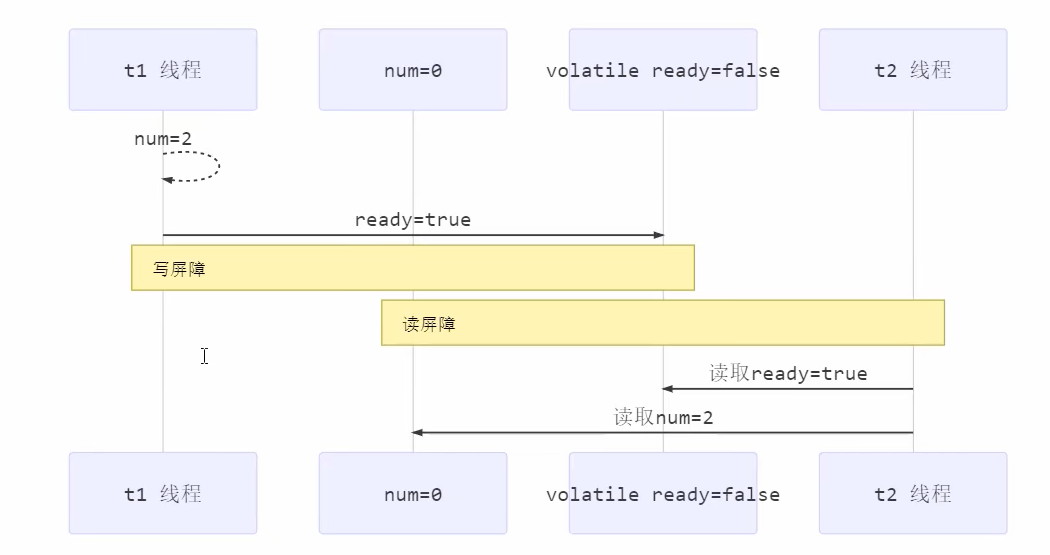 t1 线程
num=0
volatile ready=false
t2 线程
num=2
ready=true
写屏障
读屏障
读取ready=true
读取num=2
t1 线程
num=0
volatile ready=false
t2 线程